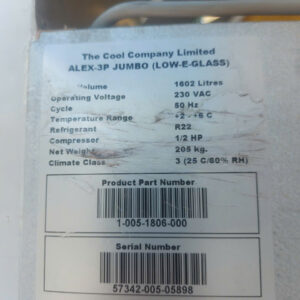 The Cool Company Limited
ALEX-3P JUMBO (LOW-E-GLASS)
Volume 1602 Litres
Operating Voltage 230 VAC
Cycle 50 Hz
Temperature Range +2 - +6 C
Refrigerant R22
Compressor 1/2 HP
Net Weight 205 kg.
Climate Class 3 (25 C/60% RH)
Product Part Number
1-005-1806-000
Serial Number
57342-005-05898